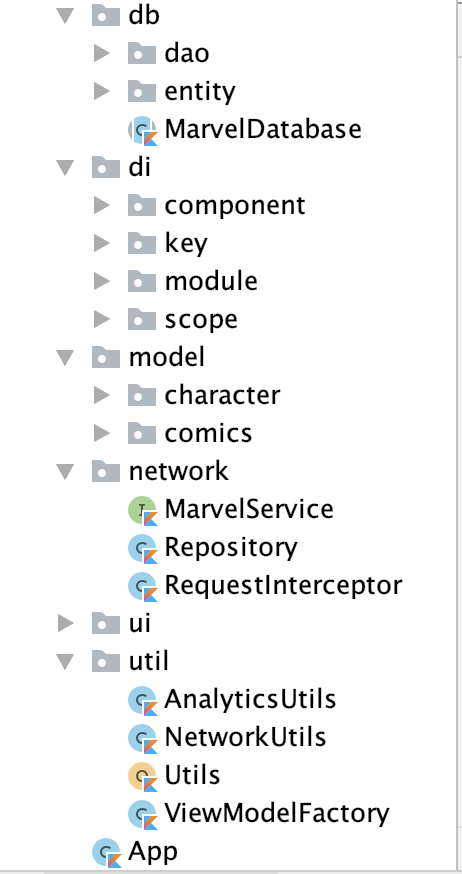 db
dao
entity
MarvelDatabase
di
component
key
module
scope
model
character
comics
network
MarvelService
Repository
RequestInterceptor
ui
util
AnalyticsUtils
NetworkUtils
Utils
ViewModelFactory
App